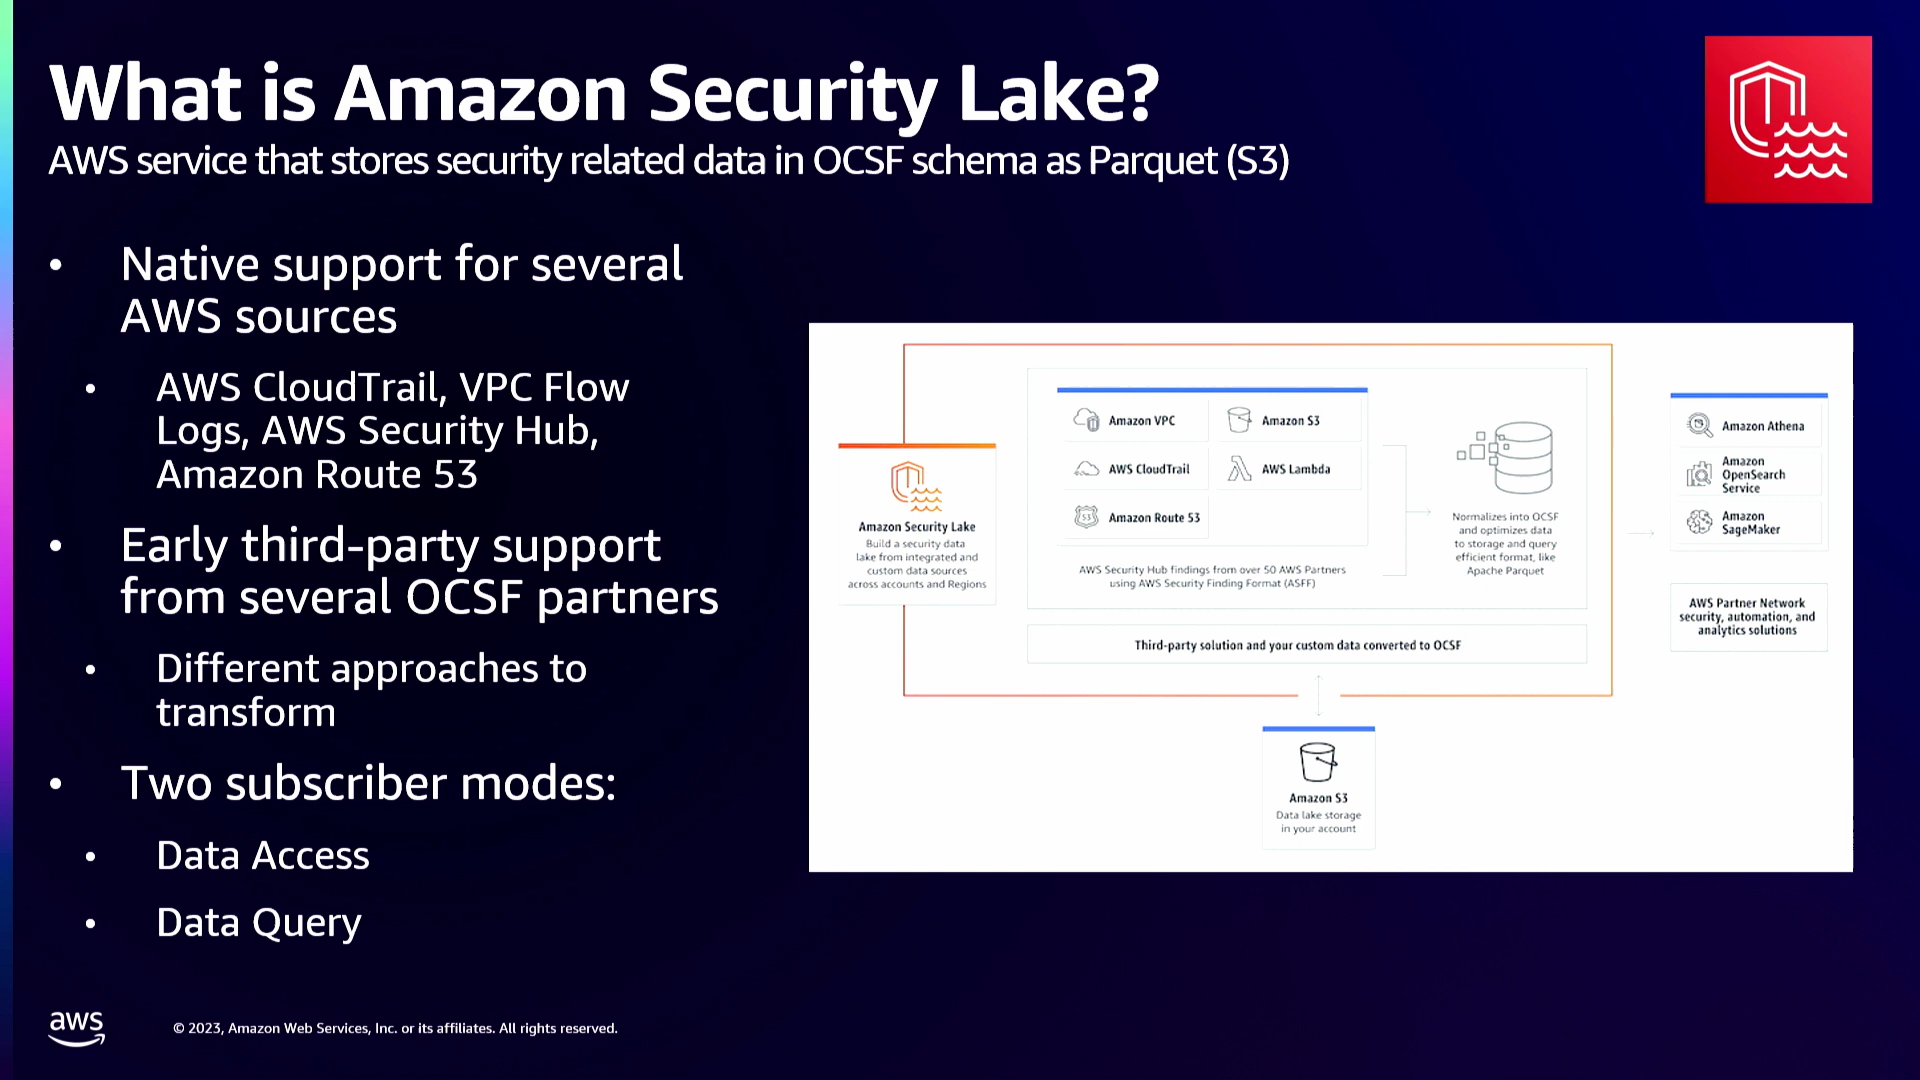 What is Amazon Security Lake?
AWS service that stores security related data in OCSF schema as Parquet (S3)
• Native support for several
AWS sources
• AWS CloudTrail, VPC Flow
Logs, AWS Security Hub,
Amazon Route 53
• Early third-party support
from several OCSF partners
• Different approaches to
transform
• Two subscriber modes:
• Data Access
• Data Query
Amazon Security Lake
Build a security data
lake from integrated and
custom data sources
across accounts and Regions
Amazon VPC
Amazon S3
AWS CloudTrail
AWS Lambda
53
Amazon Route 53
AWS Security Hub findings from over 50 AWS Partners
using AWS Security Finding Format (ASFF)
Normalizes into OCSF
and optimizes data
to storage and query
efficient format, like
Apache Parquet
Third-party solution and your custom data converted to OCSF
Amazon S3
Data lake storage
in your account
Amazon Athena
Amazon
OpenSearch
Service
Amazon
SageMaker
AWS Partner Network
security, automation, and
analytics solutions
aws
© 2023, Amazon Web Services, Inc. or its affiliates. All rights reserved.